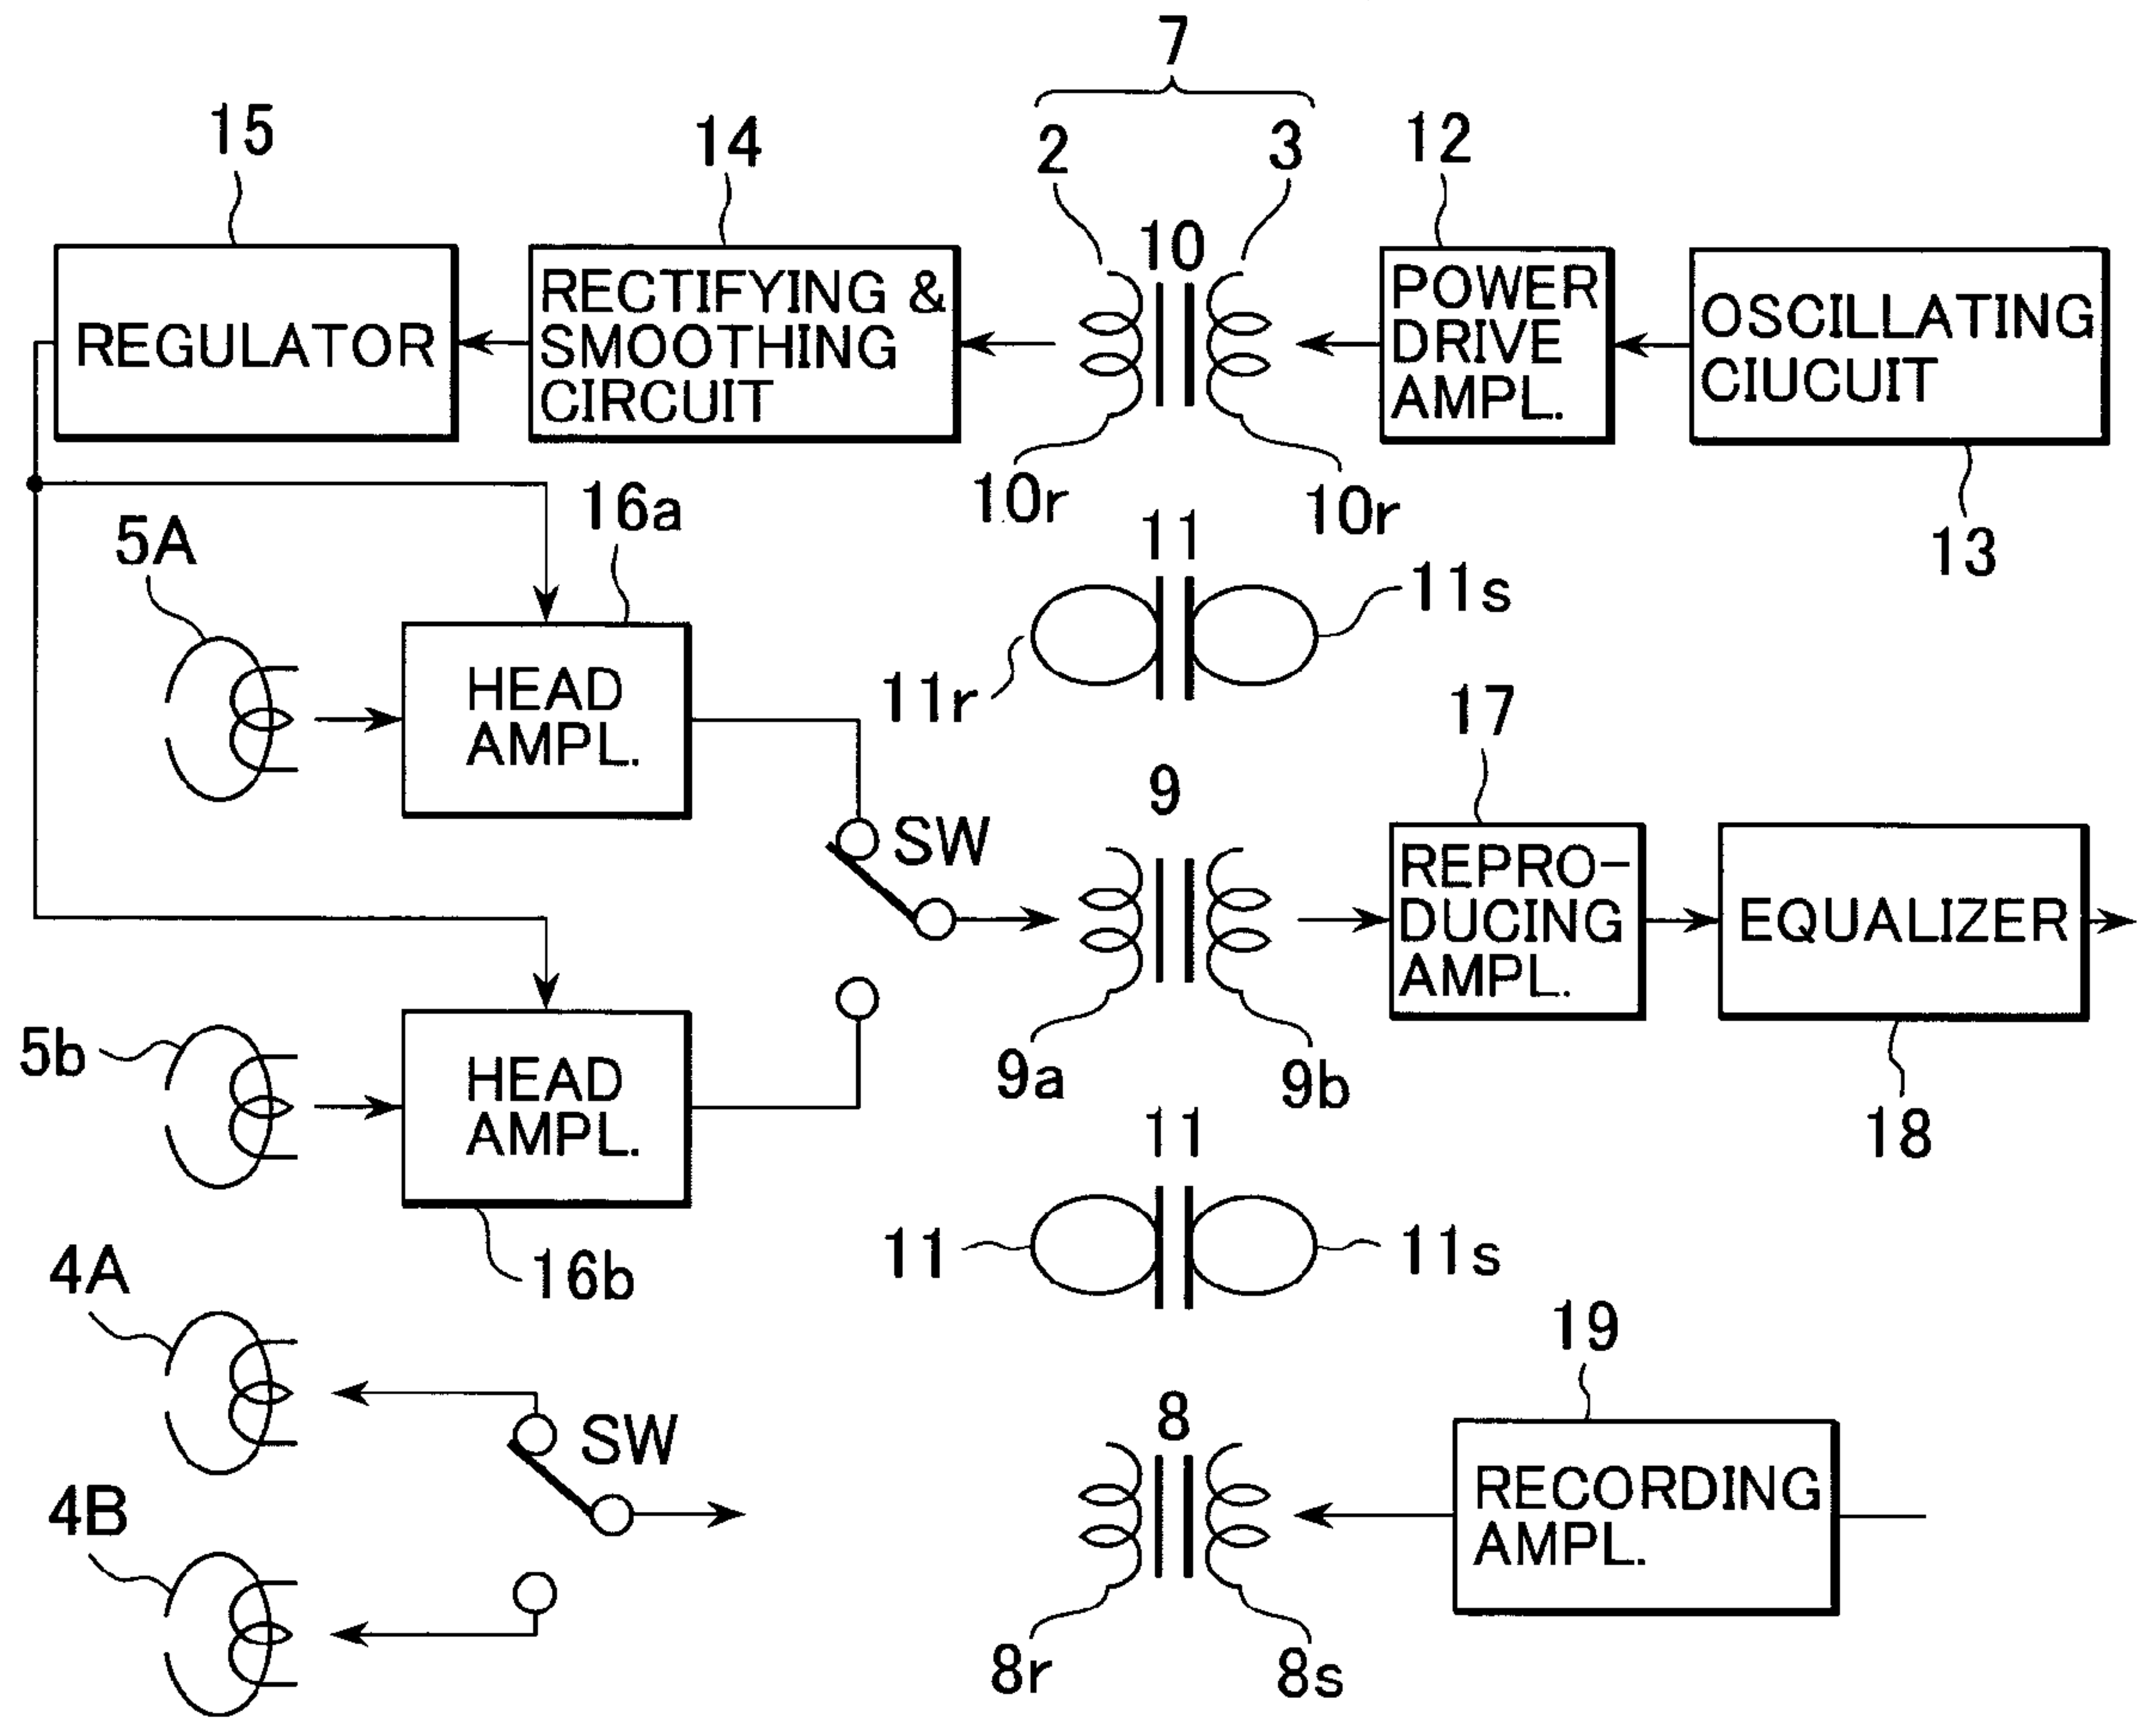 7
2
3
15
14
12
10
REGULATOR
RECTIFYING &
SMOOTHING
CIRCUIT
POWER
DRIVE
AMPL.
OSCILLATING
CIUCUIT
10r
10r
13
16a
5A
11
11s
11r
HEAD
AMPL.
17
9
SW
REPRO-
DUCING
AMPL.
EQUALIZER
5b
HEAD
AMPL.
9a
9b
18
11
11
11s
16b
4A
19
8
SW
RECORDING
AMPL.
4B
8r
8s